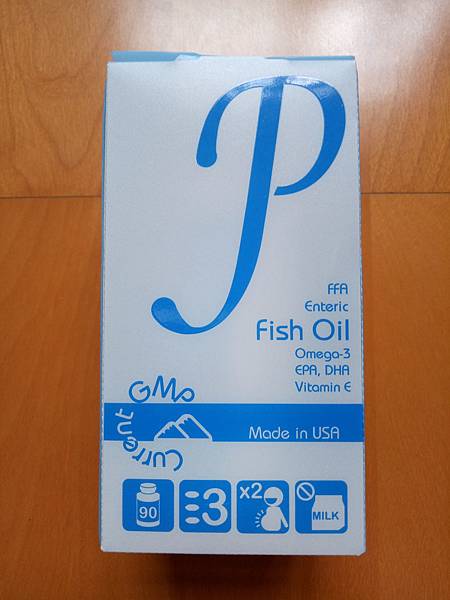 P
FFA
Enteric
Fish Oil
Omega-3
EPA, DHA
Vitamin E
Current GMP
Made in USA
90
3
x2
MILK